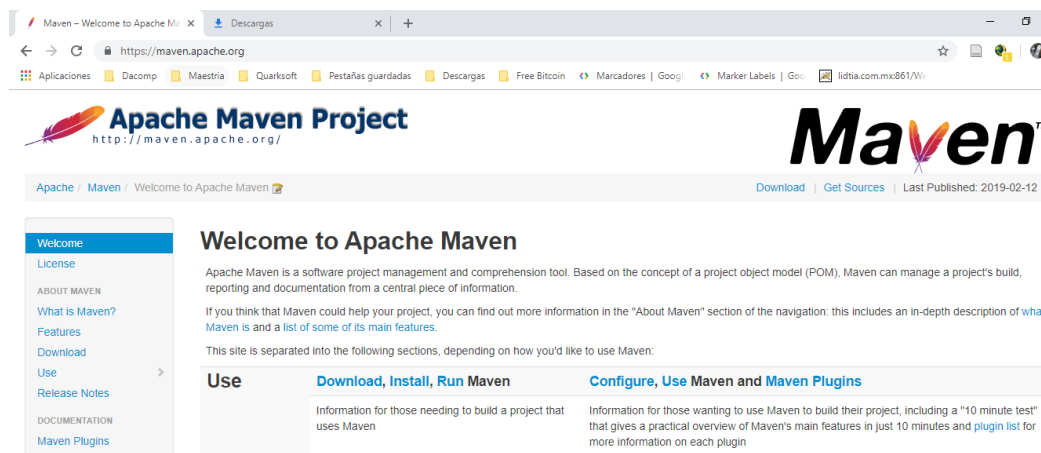 Maven – Welcome to Apache Ma
Descargas
https://maven.apache.org
Aplicaciones Dacomp Maestria Quarksoft Pestañas guardadas Descargas Free Bitcoin Marcadores | Googl Marker Labels | Goo lidtia.com.mx861/We
Apache Maven Project
http://maven.apache.org/
Maven
Apache / Maven / Welcome to Apache Maven
Download | Get Sources | Last Published: 2019-02-12
Welcome
License
ABOUT MAVEN
What is Maven?
Features
Download
Use
Release Notes
DOCUMENTATION
Maven Plugins
Welcome to Apache Maven
Apache Maven is a software project management and comprehension tool. Based on the concept of a project object model (POM), Maven can manage a project's build,
reporting and documentation from a central piece of information.
If you think that Maven could help your project, you can find out more information in the "About Maven" section of the navigation: this includes an in-depth description of wha
Maven is and a list of some of its main features.
This site is separated into the following sections, depending on how you'd like to use Maven:
Use
Download, Install, Run Maven
Information for those needing to build a project that
uses Maven
Configure, Use Maven and Maven Plugins
Information for those wanting to use Maven to build their project, including a "10 minute test"
that gives a practical overview of Maven's main features in just 10 minutes and plugin list for
more information on each plugin